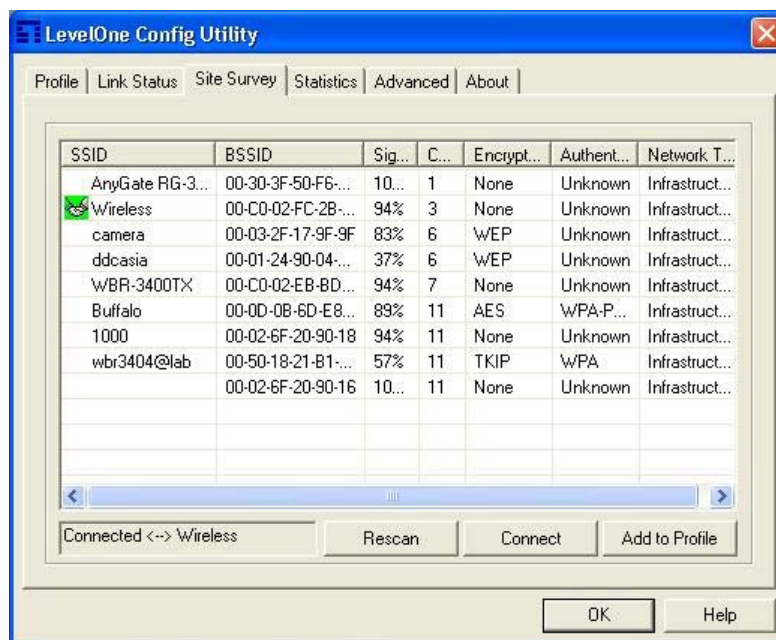 LevelOne Config Utility
Profile Link Status Site Survey Statistics Advanced About
SSID BSSID Sig... C... Encrypt... Authent... Network T...
AnyGate RG-3... 00-30-3F-50-F6-... 10... 1 None Unknown Infrastruct...
Wireless 00-C0-02-FC-2B-... 94% 3 None Unknown Infrastruct...
camera 00-03-2F-17-9F-9F 83% 6 WEP Unknown Infrastruct...
ddcasia 00-01-24-90-04-... 37% 6 WEP Unknown Infrastruct...
WBR-3400TX 00-C0-02-EB-BD... 94% 7 None Unknown Infrastruct...
Buffalo 00-0D-0B-6D-E8... 89% 11 AES WPA-P... Infrastruct...
1000 00-02-6F-20-90-18 94% 11 None Unknown Infrastruct...
wbr3404@lab 00-50-18-21-B1-... 57% 11 TKIP WPA Infrastruct...
00-02-6F-20-90-16 10... 11 None Unknown Infrastruct...
Connected <--> Wireless Rescan Connect Add to Profile
OK Help